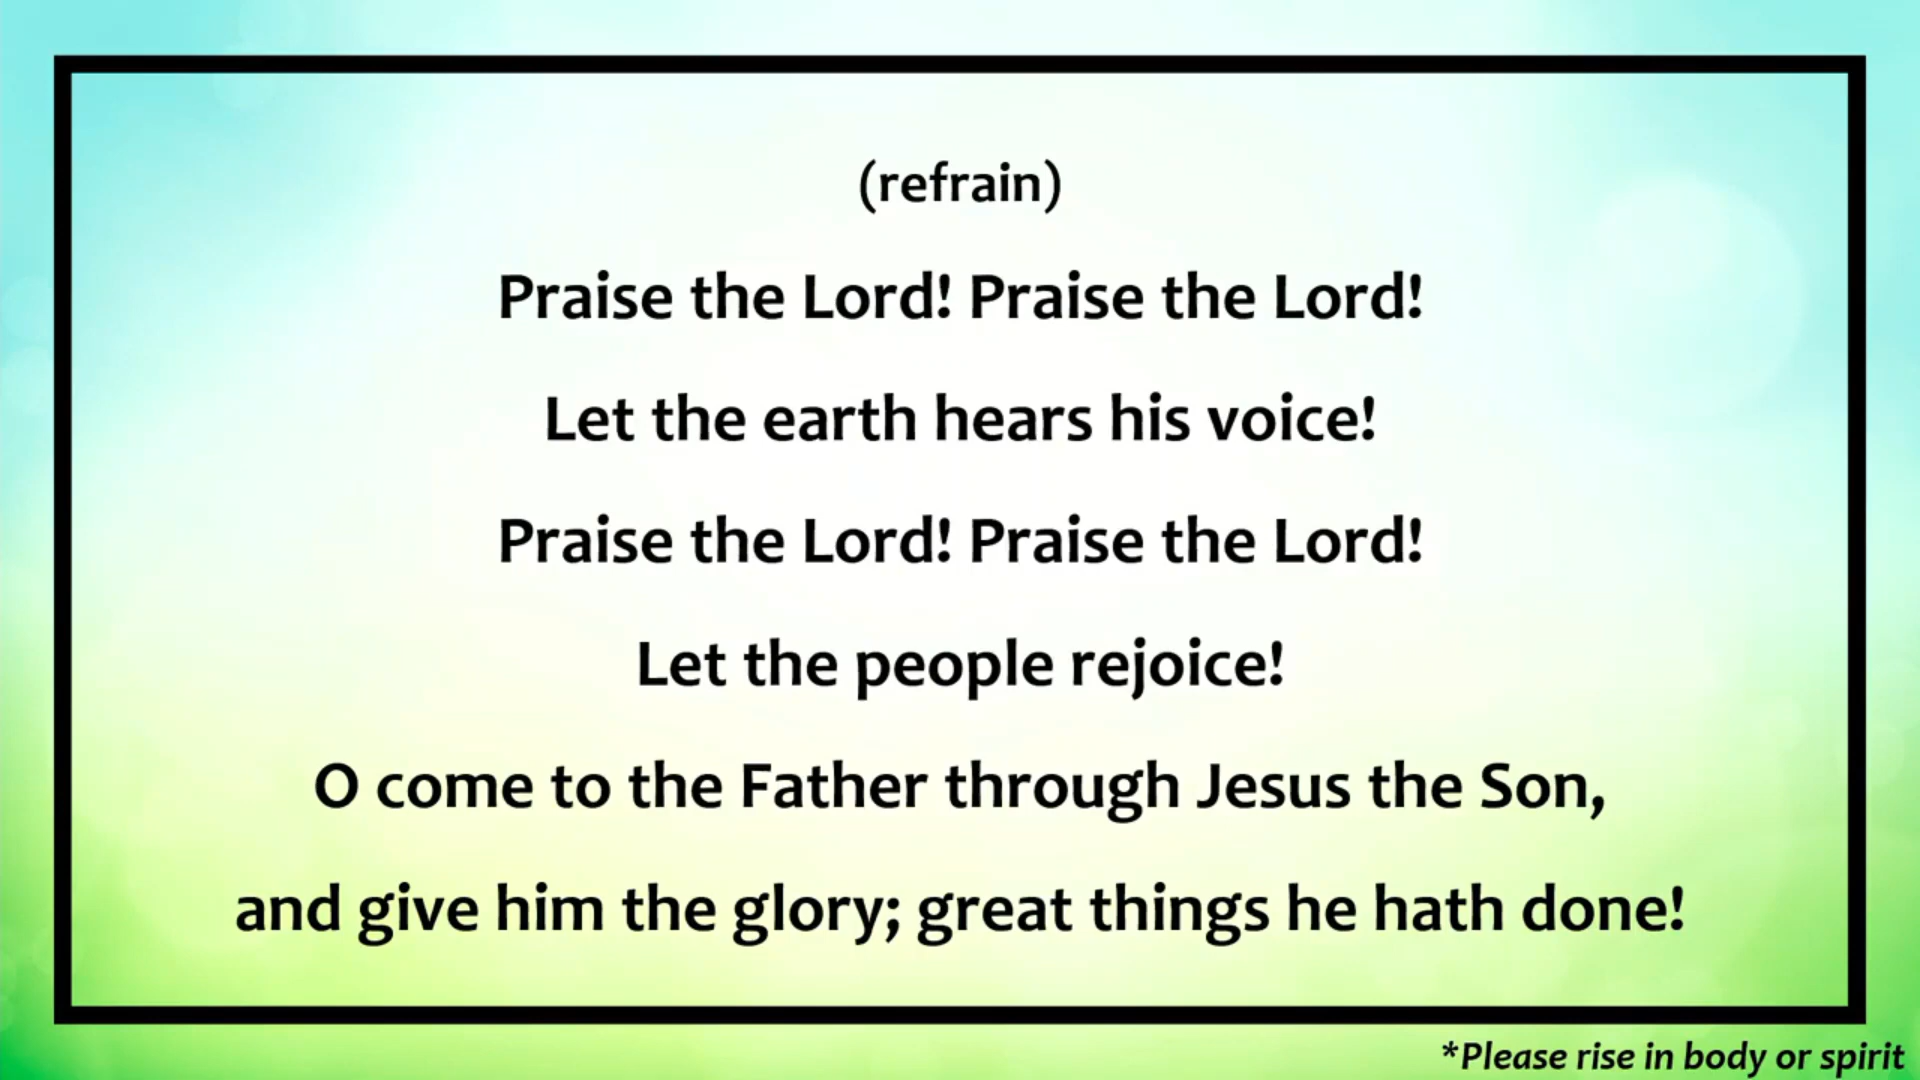 (refrain)
Praise the Lord! Praise the Lord!
Let the earth hears his voice!
Praise the Lord! Praise the Lord!
Let the people rejoice!
O come to the Father through Jesus the Son,
and give him the glory; great things he hath done!
*Please rise in body or spirit